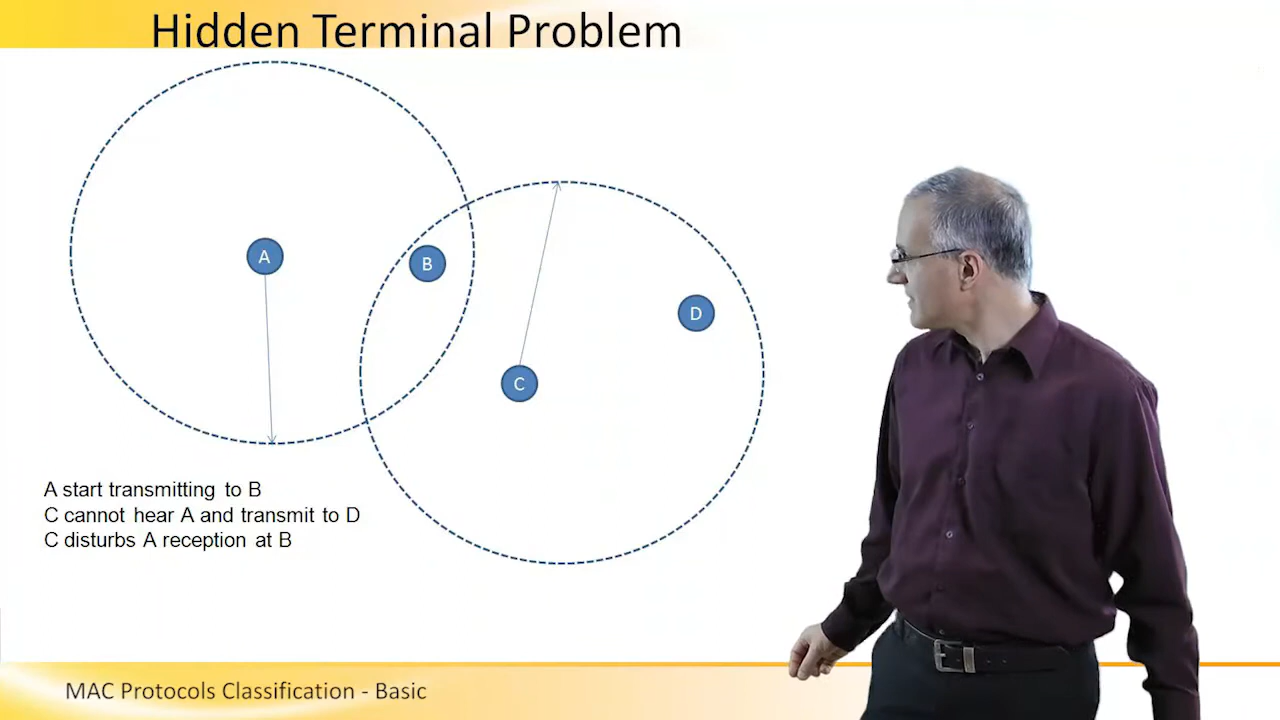 Hidden Terminal Problem
A
B
D
C
A start transmitting to B
C cannot hear A and transmit to D
C disturbs A reception at B
MAC Protocols Classification - Basic